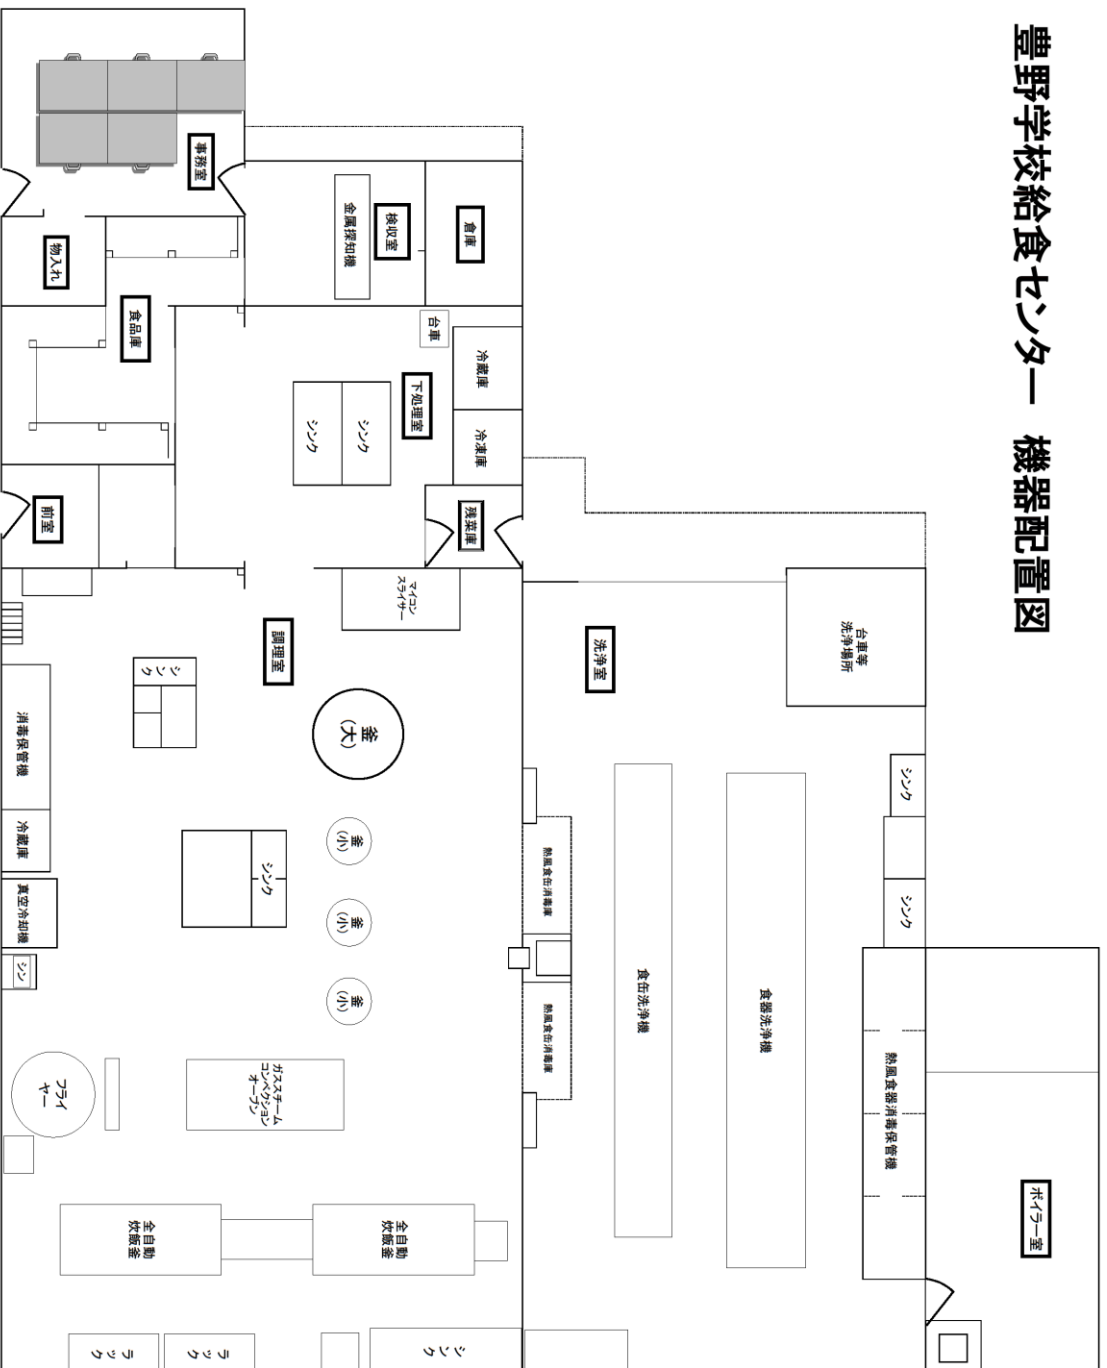 豊野学校給食センター 機器配置図
事務室
物入れ
金属探知機
検収室
倉庫
食品庫
台車
冷蔵庫
下処理室
シンク
シンク
冷凍庫
前室
残菜庫
マイコン
スライサー
調理室
洗浄室
台車等
洗浄場所
シンク
釜
(大)
消毒保管機
冷蔵庫
真空冷却機
シン
シンク
釜
(小)
釜
(小)
釜
(小)
熱風食缶消毒庫
熱風食缶消毒庫
食缶洗浄機
食器洗浄機
シンク
シンク
熱風食器消毒保管機
ボイラー室
フライ
ヤー
ガススチーム
コンベクション
オーブン
全自動
炊飯釜
全自動
炊飯釜
ラック
ラック
シンク